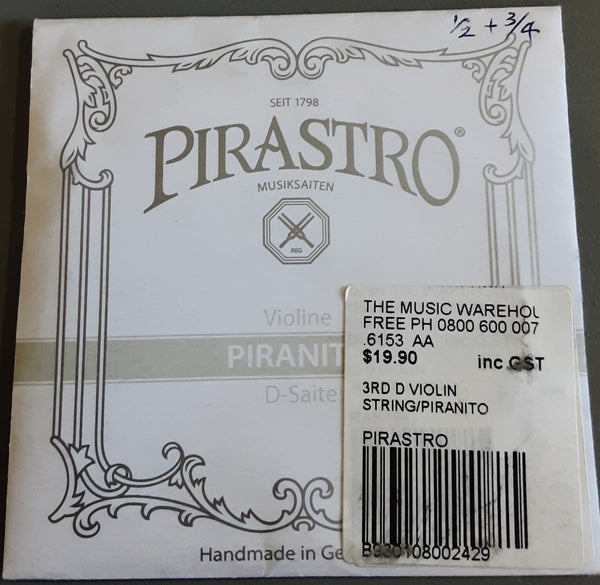 1/2 + 3/4
SEIT 1798
PIRASTRO®
MUSIKSAITEN
REG
Violine
PIRANIT
D-Saite
Handmade in Ge
THE MUSIC WAREHOU
FREE PH 0800 600 007
.6153 AA
$19.90 inc GST
3RD D VIOLIN
STRING/PIRANITO
PIRASTRO